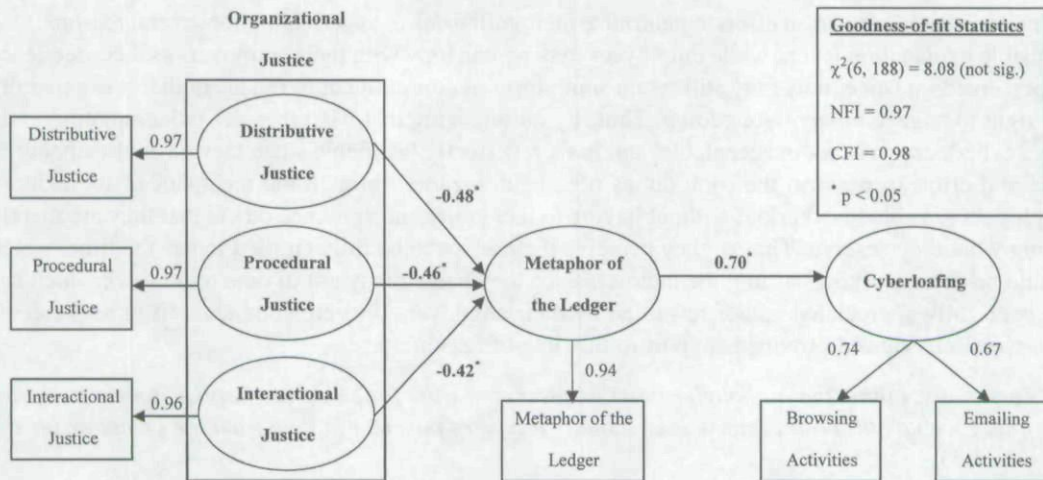 Organizational
Justice
Goodness-of-fit Statistics
χ²(6, 188) = 8.08 (not sig.)
NFI = 0.97
CFI = 0.98
* p < 0.05
Distributive
Justice
0.97
Distributive
Justice
-0.48*
Procedural
Justice
0.97
Procedural
Justice
-0.46*
Metaphor of
the Ledger
0.70*
Cyberloafing
Interactional
Justice
0.96
Interactional
Justice
-0.42*
0.94
0.74
0.67
Metaphor of the
Ledger
Browsing
Activities
Emailing
Activities